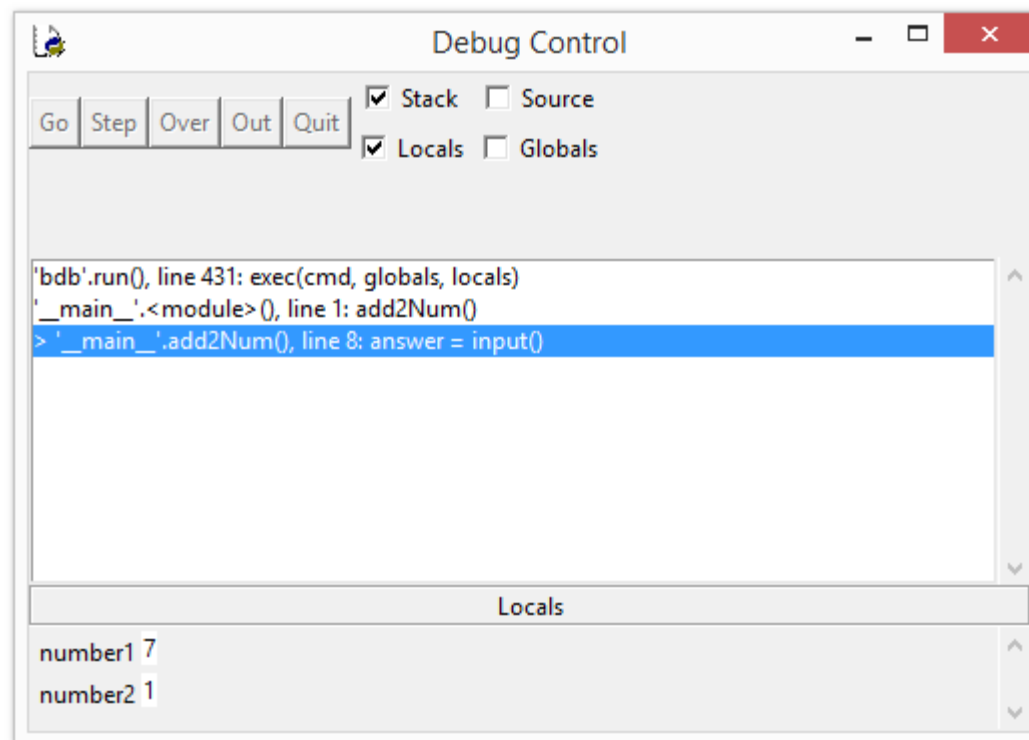 Debug Control
Go Step Over Out Quit
Stack Source
Locals Globals
'bdb'.run(), line 431: exec(cmd, globals, locals)
'__main__'.<module>(), line 1: add2Num()
> '__main__'.add2Num(), line 8: answer = input()
Locals
number1 7
number2 1